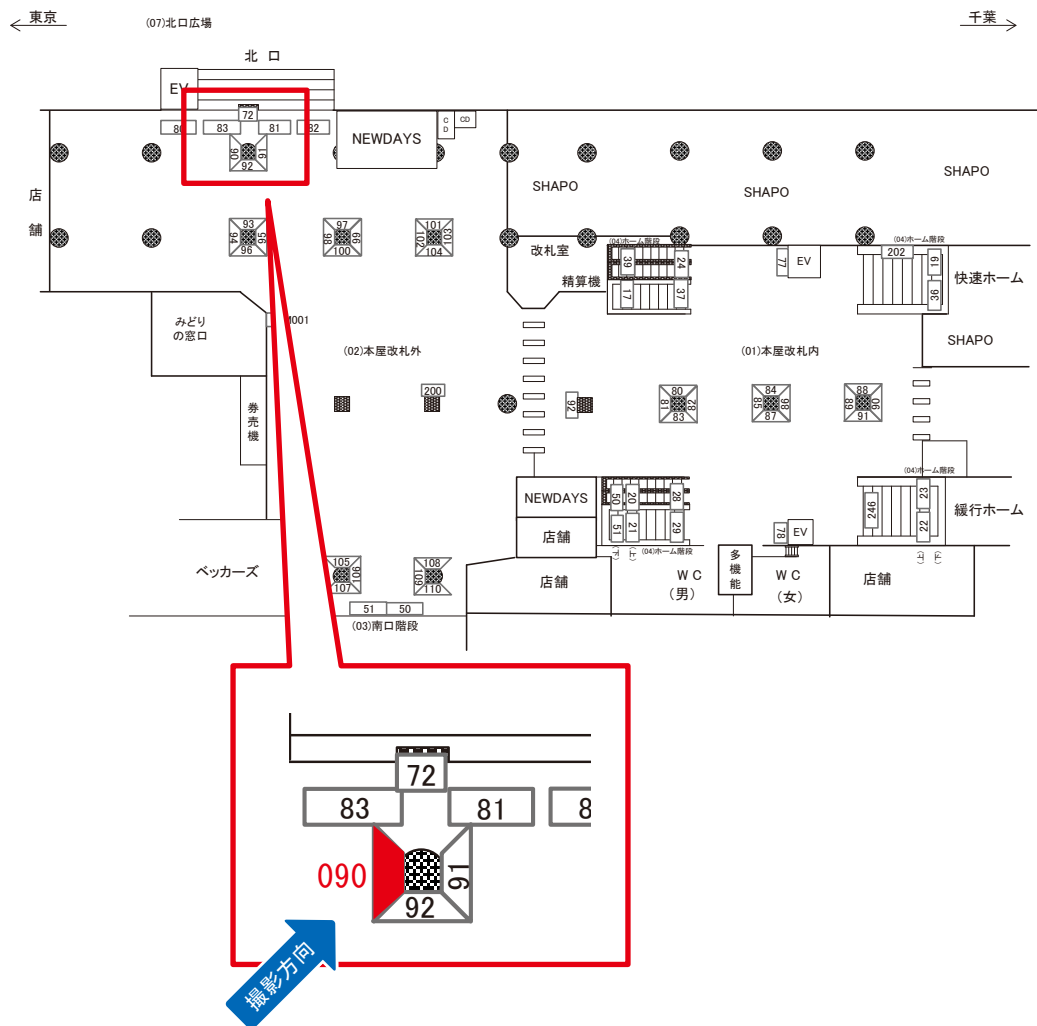 東京
(07)北口広場
千葉
北 口
EV
72
80
83
81
82
90
91
92
NEWDAYS
C
D
CD
SHAPO
SHAPO
SHAPO
店
舗
93
94
95
96
97
98
99
100
101
102
103
104
改札室
精算機
(04)ホーム階段
39
24
17
37
77
EV
(04)ホーム階段
202
19
36
快速ホーム
SHAPO
みどり
の窓口
(02)本屋改札外
(01)本屋改札内
200
92
80
81
82
83
84
85
86
87
88
89
90
91
券
売
機
NEWDAYS
店舗
店舗
50
20
28
51
21
29
(下)
(上)
(04)ホーム階段
78
EV
多
機
能
WC
(男)
WC
(女)
店舗
(04)ホーム階段
246
23
22
(下)
(上)
緩行ホーム
ベッカーズ
105
106
107
108
109
110
51
50
(03)南口階段
72
83
81
8
090
91
92
撮影方向